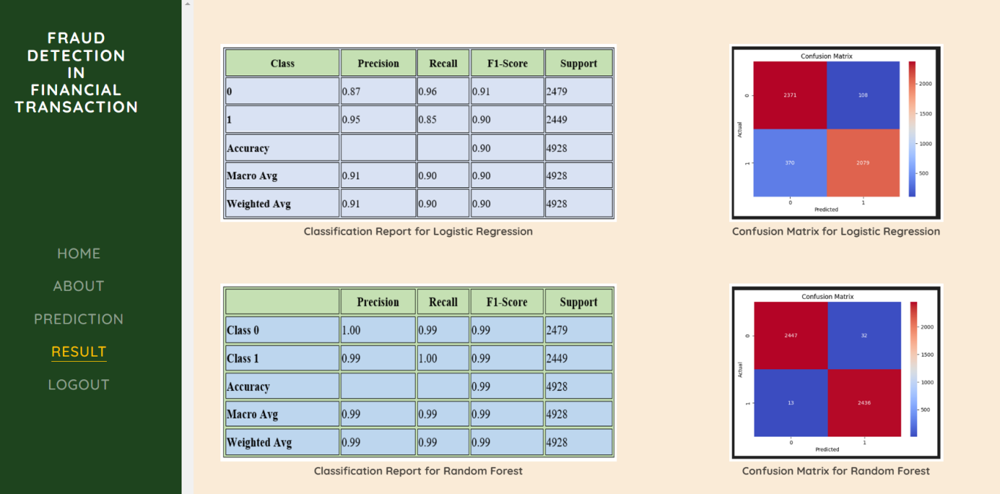 FRAUD
DETECTION
IN
FINANCIAL
TRANSACTION
HOME
ABOUT
PREDICTION
RESULT
LOGOUT
Class Precision Recall F1-Score Support
0 0.87 0.96 0.91 2479
1 0.95 0.85 0.90 2449
Accuracy 0.90 4928
Macro Avg 0.91 0.90 0.90 4928
Weighted Avg 0.91 0.90 0.90 4928
Classification Report for Logistic Regression
Confusion Matrix
2371 108
370 2079
0 1
Actual
0 1
Predicted
2000
1500
1000
500
Confusion Matrix for Logistic Regression
Precision Recall F1-Score Support
Class 0 1.00 0.99 0.99 2479
Class 1 0.99 1.00 0.99 2449
Accuracy 0.99 4928
Macro Avg 0.99 0.99 0.99 4928
Weighted Avg 0.99 0.99 0.99 4928
Classification Report for Random Forest
Confusion Matrix
2447 32
13 2436
0 1
Actual
0 1
Predicted
2000
1500
1000
500
Confusion Matrix for Random Forest